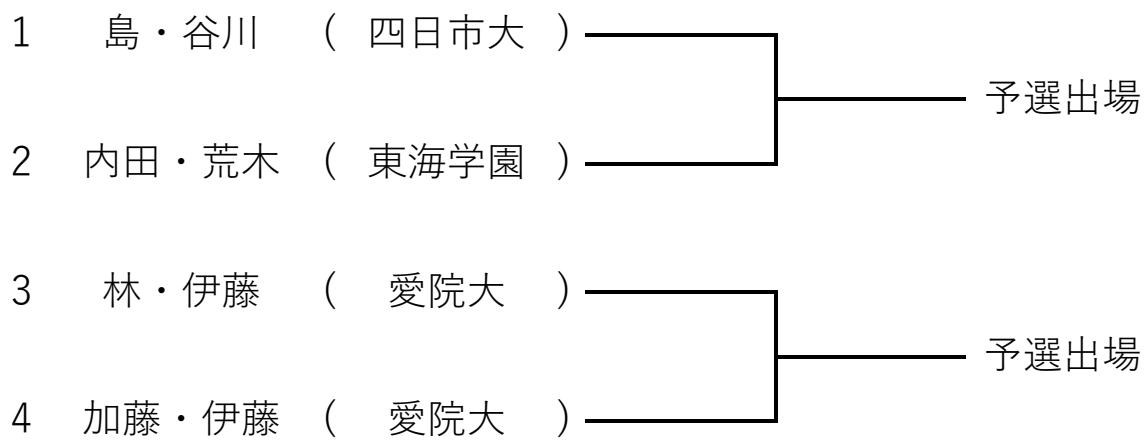 1 島・谷川 ( 四日市大 )
予選出場
2 内田・荒木 ( 東海学園 )
3 林・伊藤 ( 愛院大 )
予選出場
4 加藤・伊藤 ( 愛院大 )